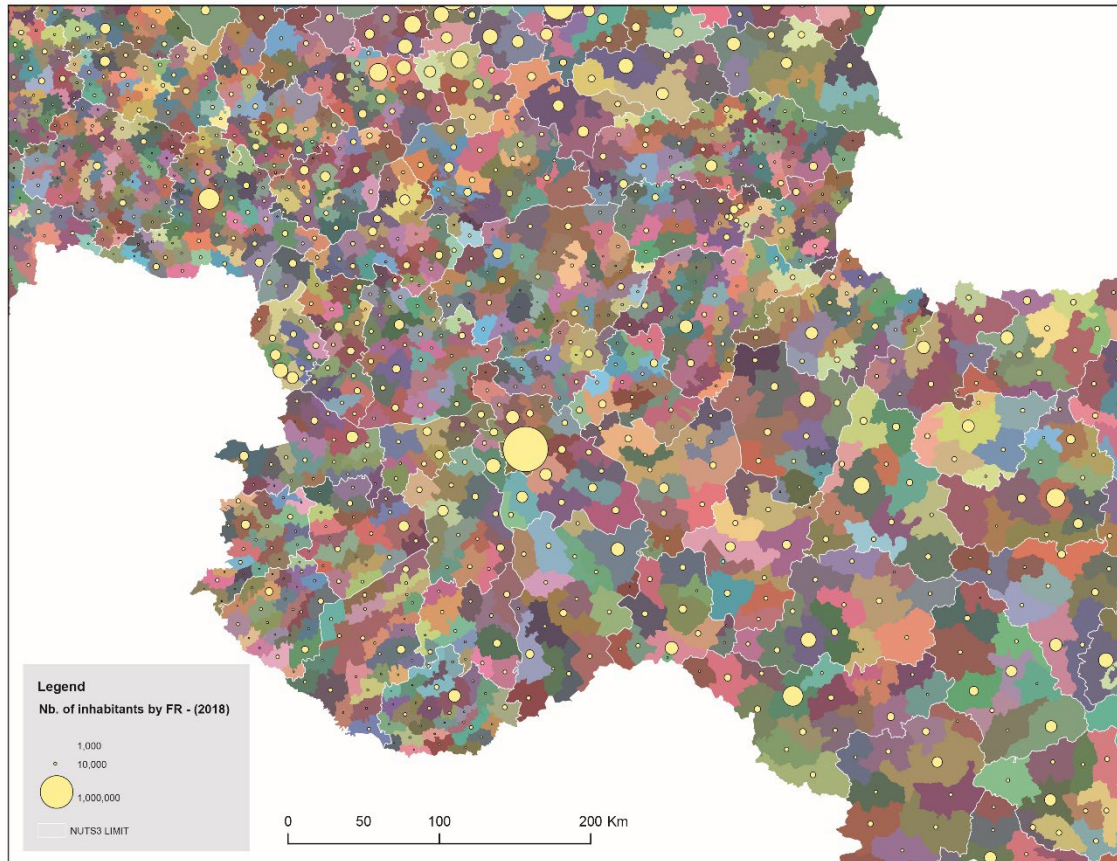 Legend
Nb. of inhabitants by FR - (2018)
1,000
10,000
1,000,000
NUTS3 LIMIT
0 50 100 200 Km